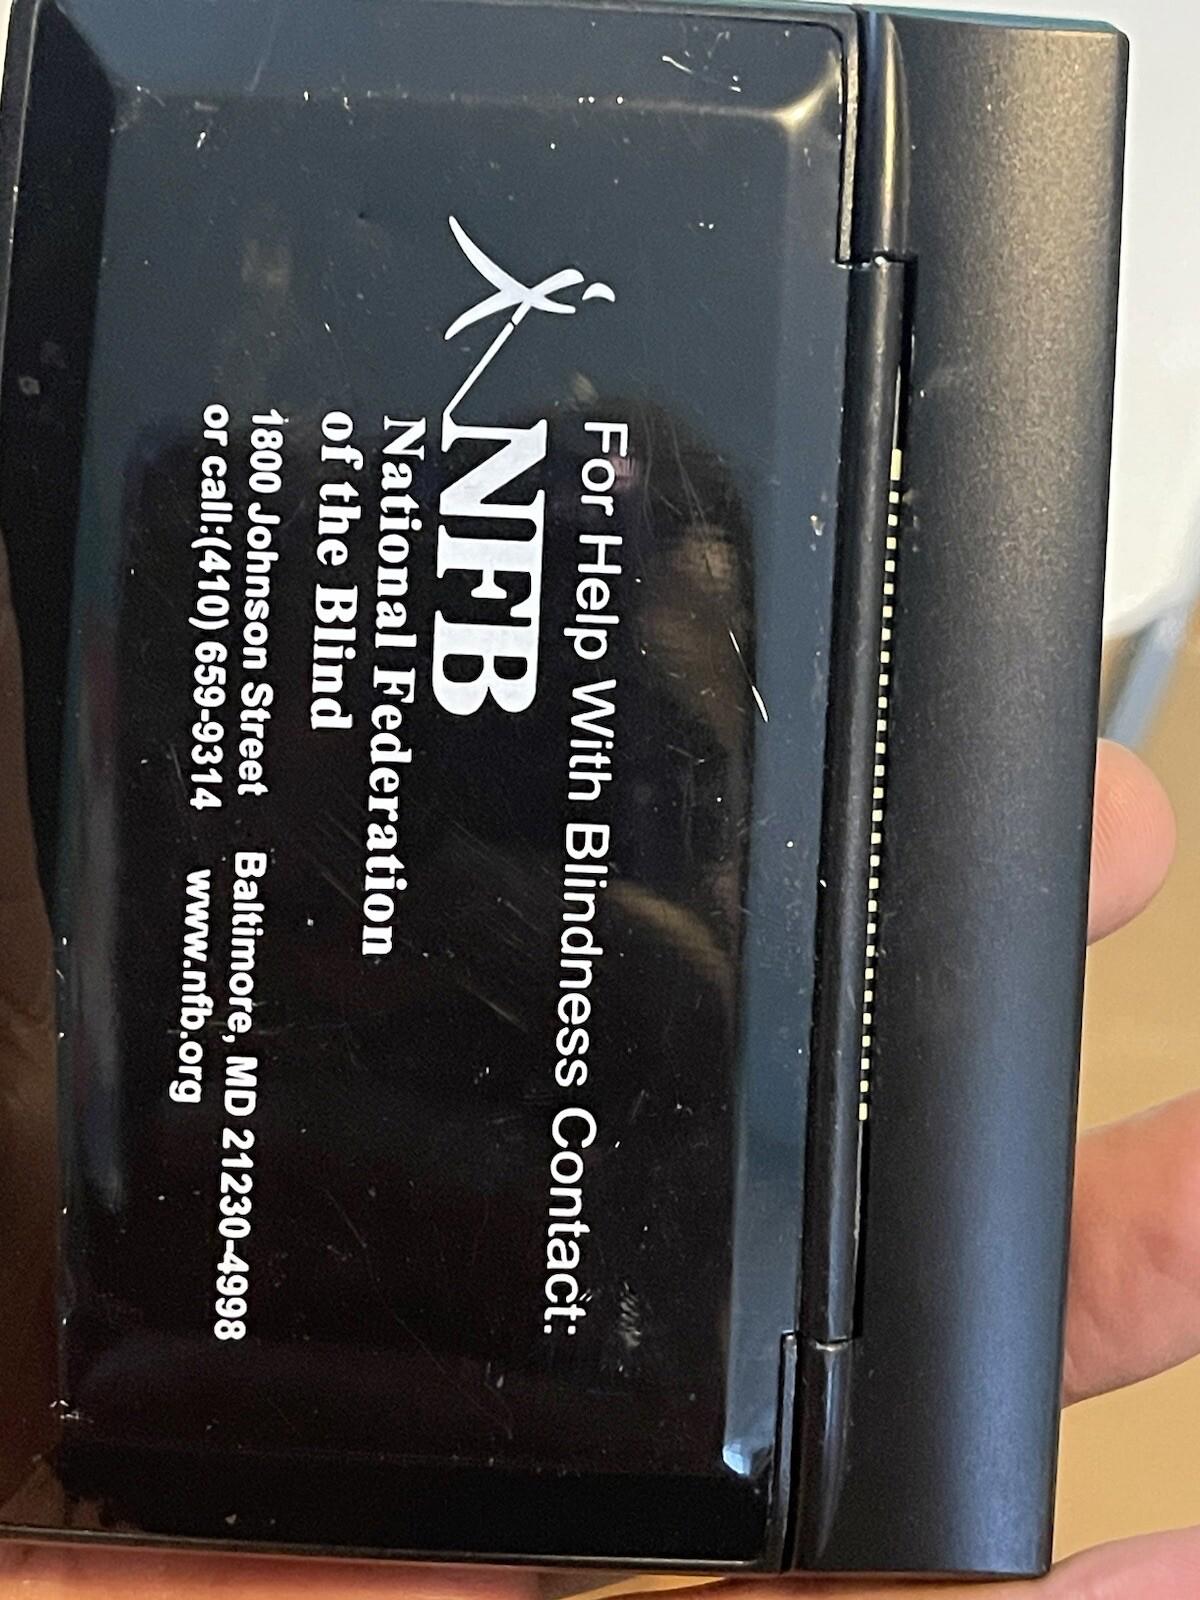 For Help With Blindness Contact:
NFB
National Federation
of the Blind
1800 Johnson Street Baltimore, MD 21230-4998
or call:(410) 659-9314 www.nfb.org